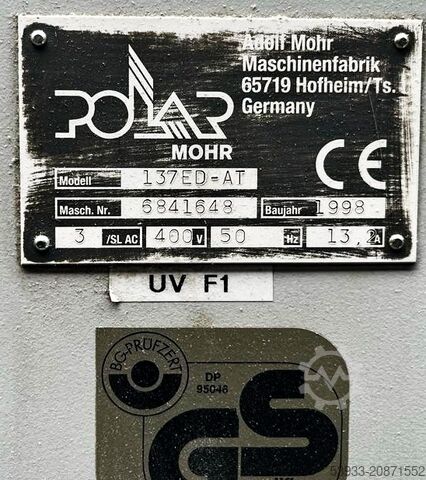 POLAR
MOHR
Adolf Mohr
Maschinenfabrik
65719 Hofheim/Ts.
Germany
CE
Modell 137ED-AT
Masch. Nr. 6841648 Baujahr 1998
3 /SL AC 400 V 50 Hz 13,2 A
UV F1
BG-PRÜFZERT
DP
95046
GS
53933-20871552